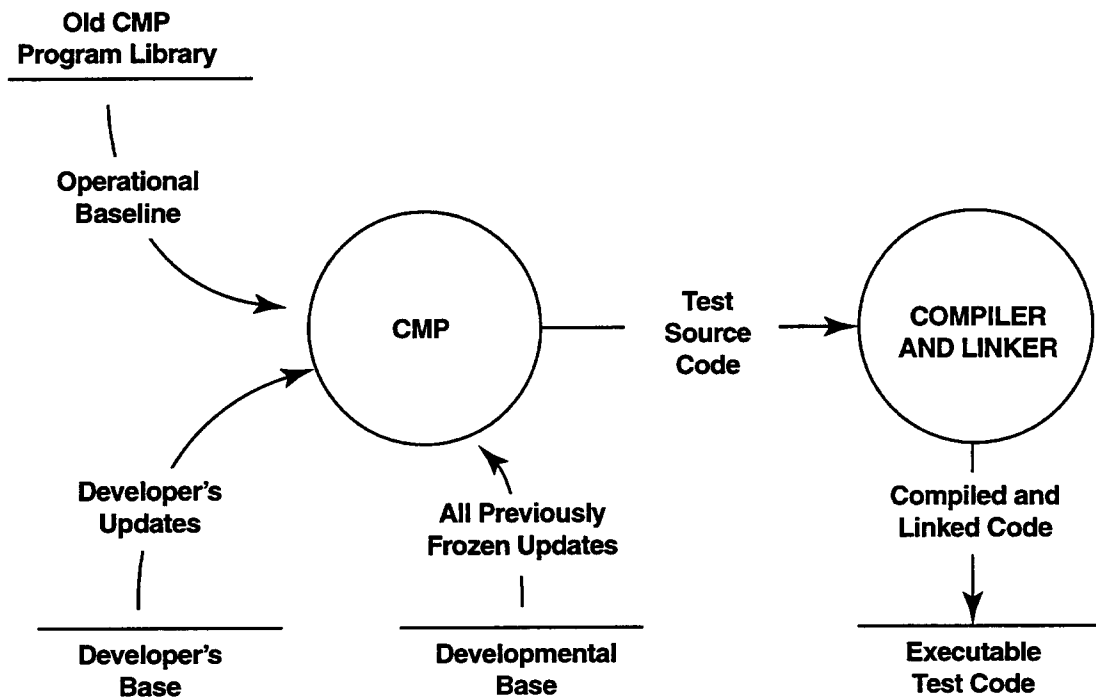 Old CMP
Program Library
Operational
Baseline
CMP
Test
Source
Code
COMPILER
AND LINKER
Developer's
Updates
All Previously
Frozen Updates
Compiled and
Linked Code
Developer's
Base
Developmental
Base
Executable
Test Code